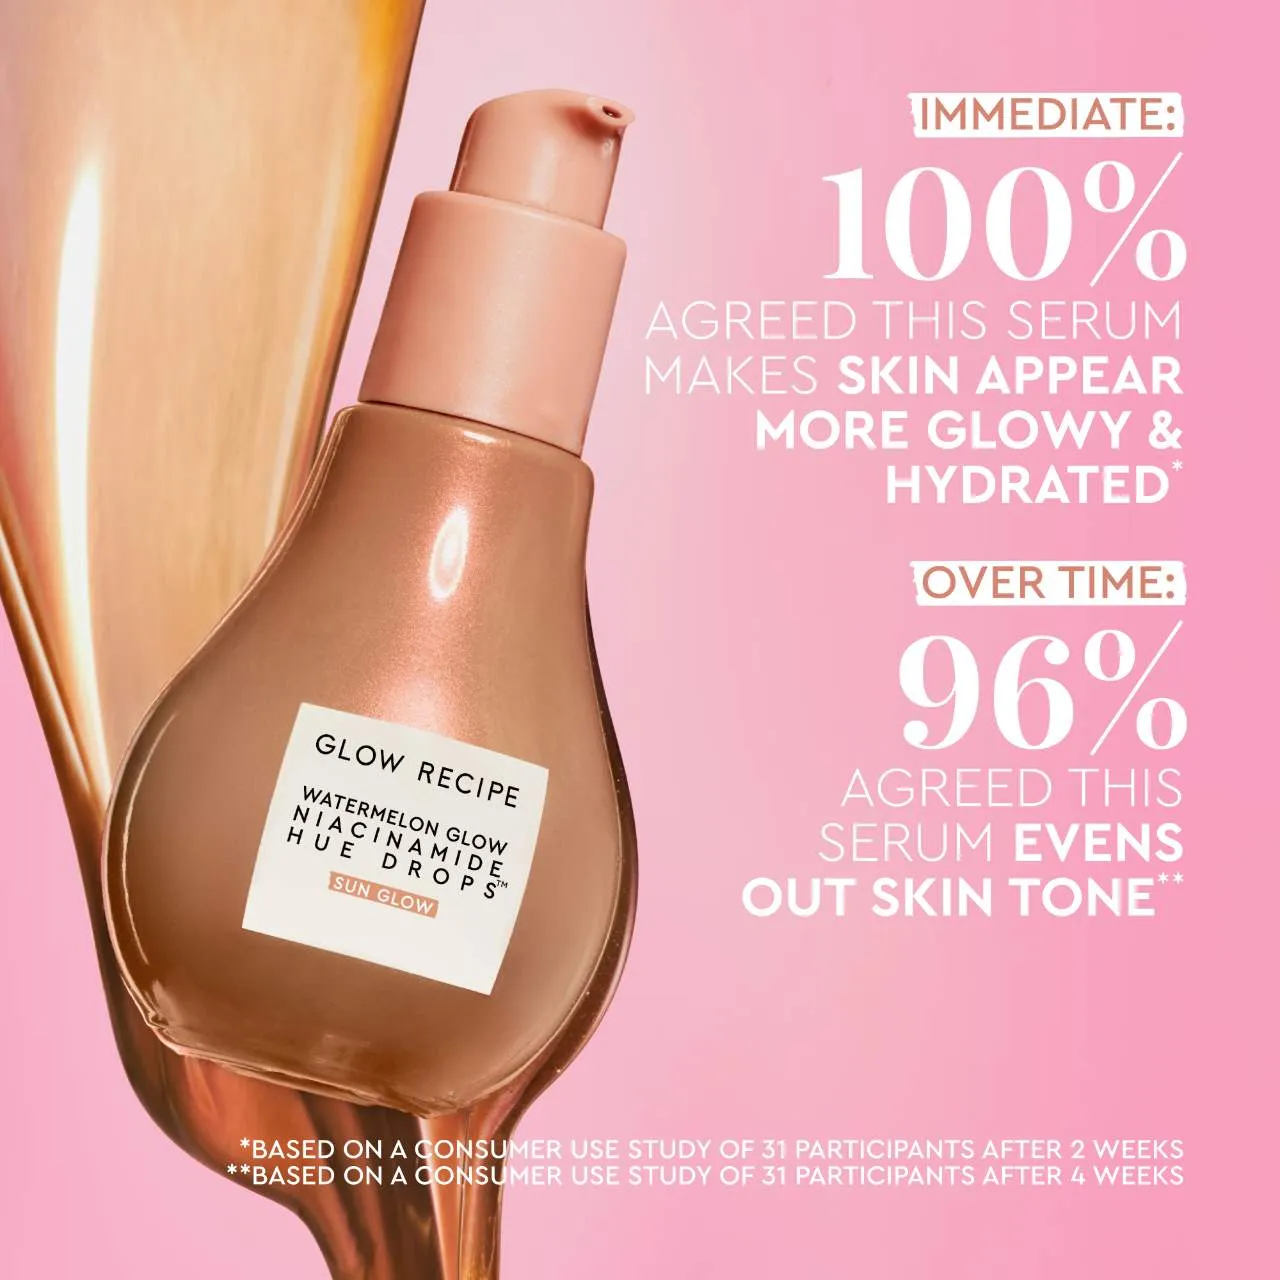 IMMEDIATE:
100%
AGREED THIS SERUM
MAKES SKIN APPEAR
MORE GLOWY &
HYDRATED*
OVER TIME:
96%
AGREED THIS
SERUM EVENS
OUT SKIN TONE**
GLOW RECIPE
WATERMELON GLOW
NIACINAMIDE
HUE DROPS™
SUN GLOW
*BASED ON A CONSUMER USE STUDY OF 31 PARTICIPANTS AFTER 2 WEEKS
**BASED ON A CONSUMER USE STUDY OF 31 PARTICIPANTS AFTER 4 WEEKS